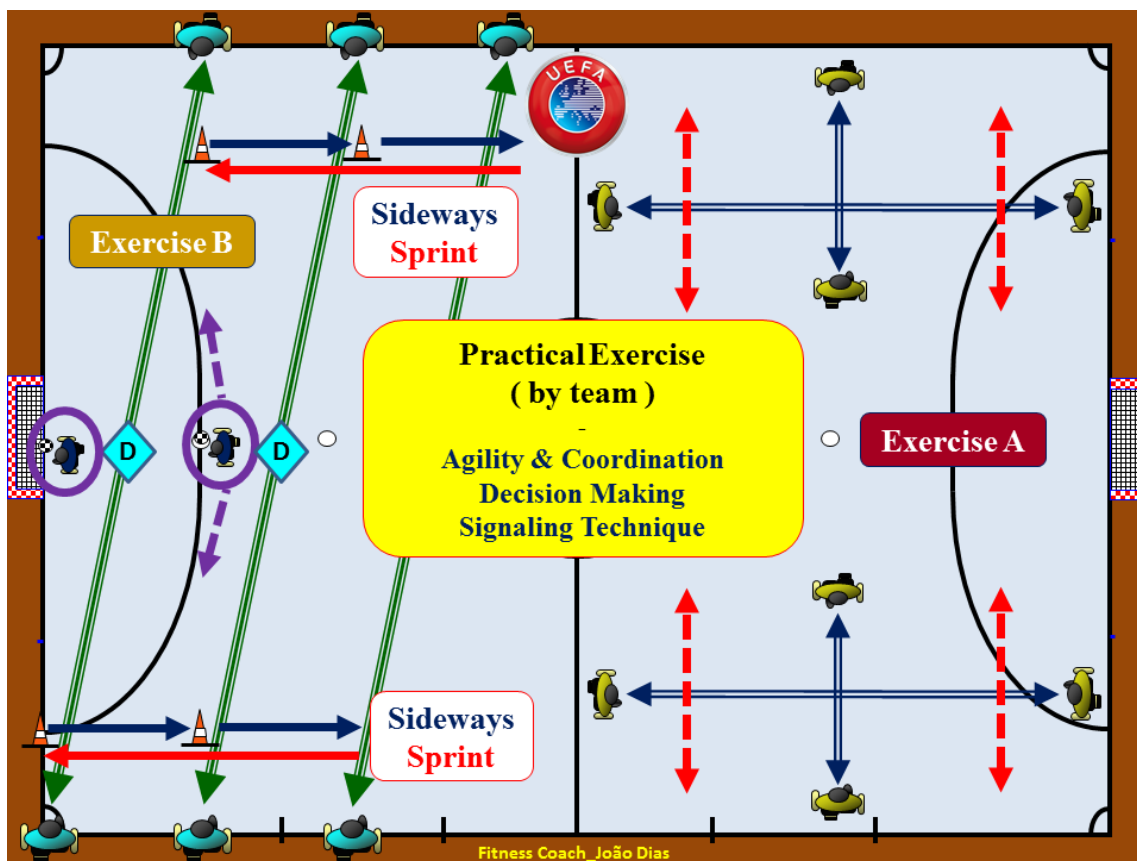 UEFA
Sideways
Sprint
Exercise B
Practical Exercise
( by team )
-
Agility & Coordination
Decision Making
Signaling Technique
Exercise A
D
D
Sideways
Sprint
Fitness Coach_João Dias